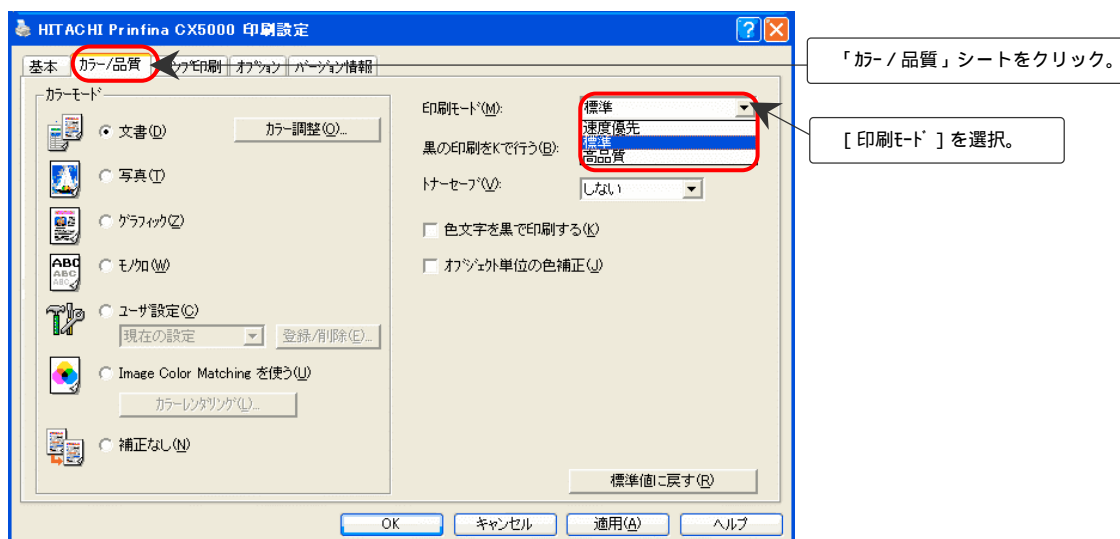 HITACHI Prinfina CX5000 印刷設定
基本 ｶﾗｰ/品質 ﾝﾌﾟ印刷 ｵﾌﾟｼｮﾝ ﾊﾞｰｼﾞｮﾝ情報
「ｶﾗｰ/品質」シートをクリック。
[印刷ﾓｰﾄﾞ]を選択。
ｶﾗｰﾓｰﾄﾞ
文書(D)
カラー調整(O)...
写真(T)
ｸﾞﾗﾌｨｯｸ(Z)
ABC
ABC
ABC
ﾓﾉｸﾛ(W)
ユーザ設定(C)
現在の設定
登録/削除(E)...
Image Color Matching を使う(U)
ｶﾗｰﾚﾝﾀﾞﾘﾝｸﾞ(L)...
補正なし(N)
印刷ﾓｰﾄﾞ(M):
標準
速度優先
標準
高品質
黒の印刷をKで行う(B):
ﾄﾅｰｾｰﾌﾞ(V):
しない
色文字を黒で印刷する(K)
ｵﾌﾞｼﾞｪｸﾄ単位の色補正(J)
標準値に戻す(R)
OK キャンセル 適用(A) ヘルプ